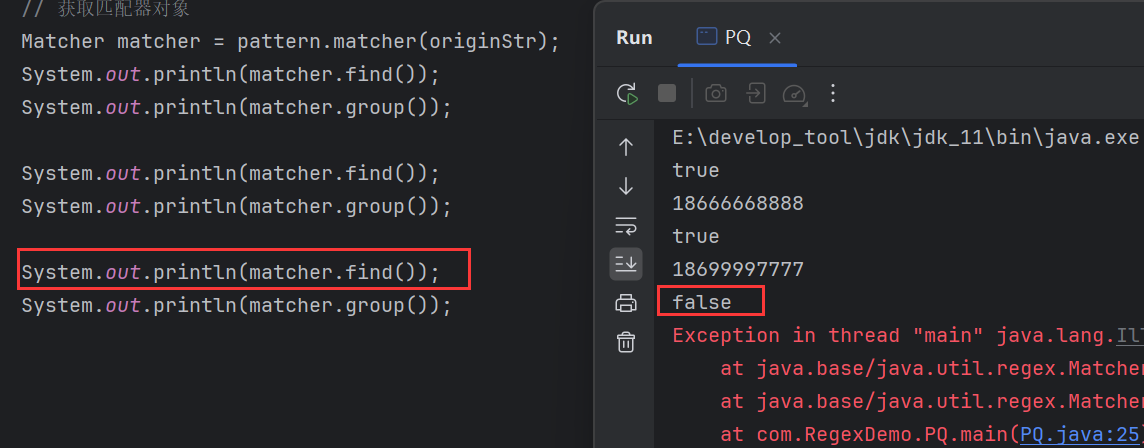 // 获取匹配器对象
Matcher matcher = pattern.matcher(originStr);
System.out.println(matcher.find());
System.out.println(matcher.group());
System.out.println(matcher.find());
System.out.println(matcher.group());
System.out.println(matcher.find());
System.out.println(matcher.group());
Run
PQ
E:\develop_tool\jdk\jdk_11\bin\java.exe
true
18666668888
true
18699997777
false
Exception in thread "main" java.lang.Il
at java.base/java.util.regex.Matcher
at java.base/java.util.regex.Matcher
at com.RegexDemo.PQ.main(PQ.java:25